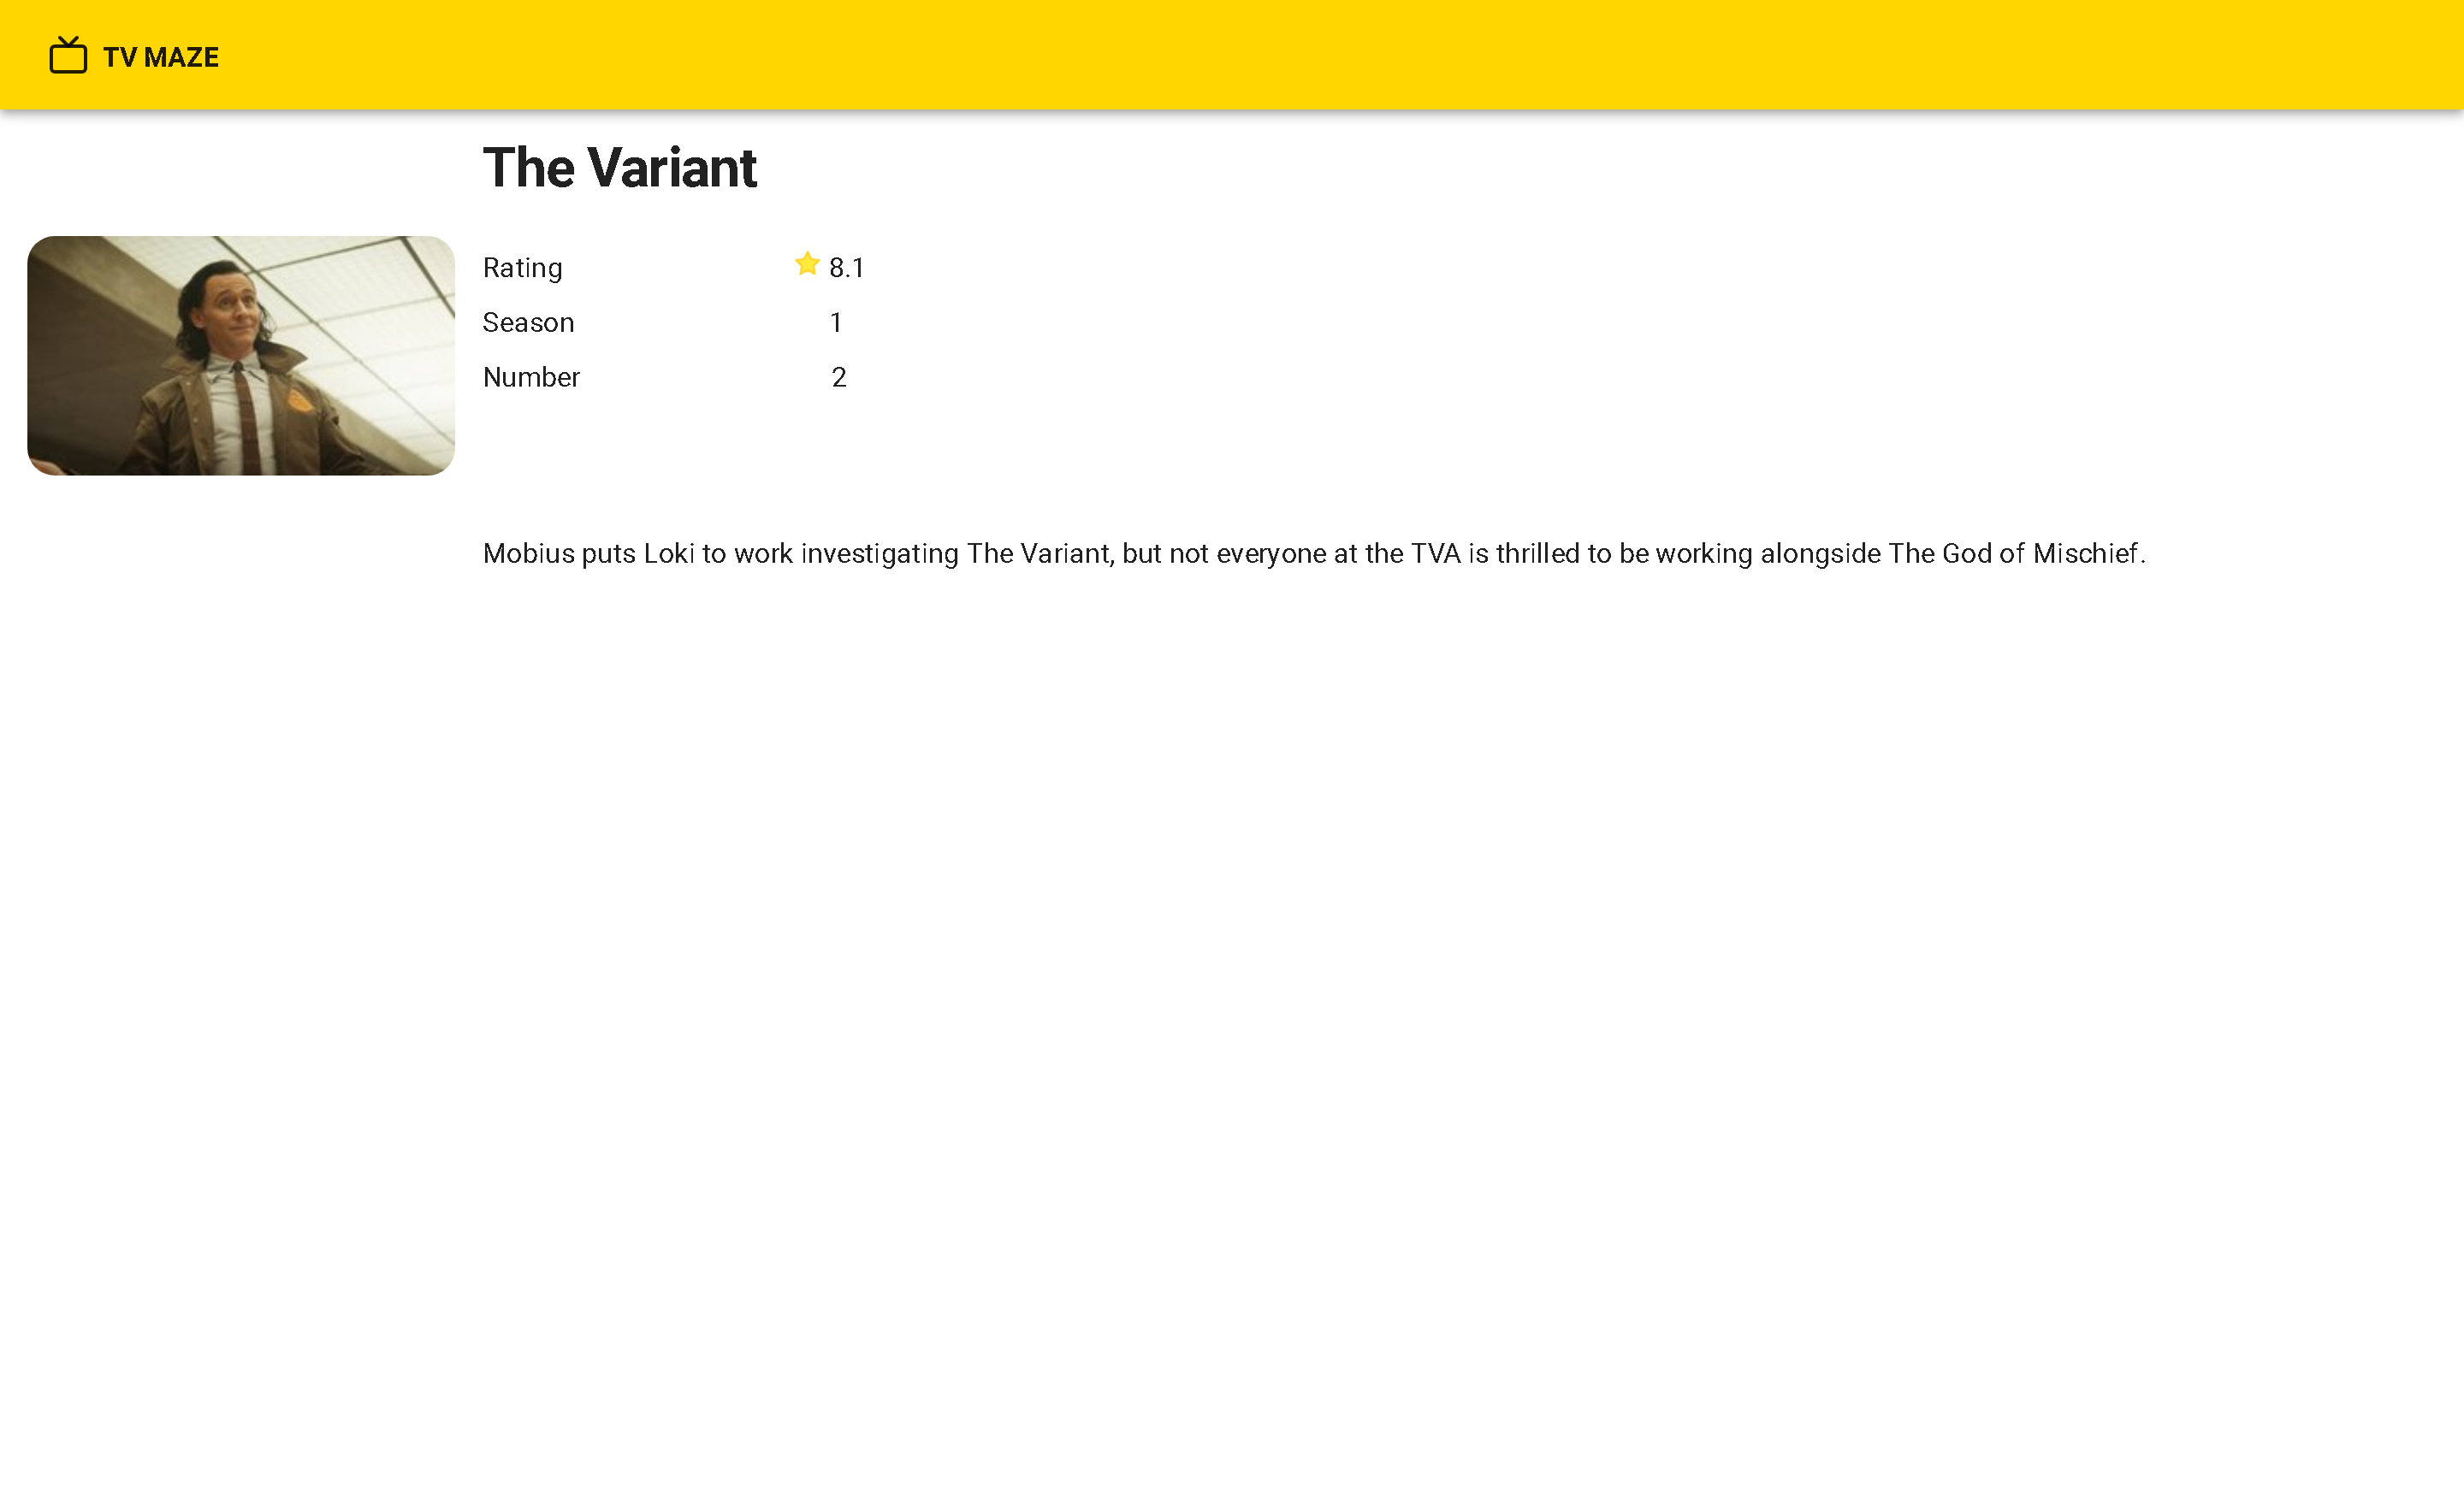 TV MAZE
The Variant
Rating 8.1
Season 1
Number 2
Mobius puts Loki to work investigating The Variant, but not everyone at the TVA is thrilled to be working alongside The God of Mischief.